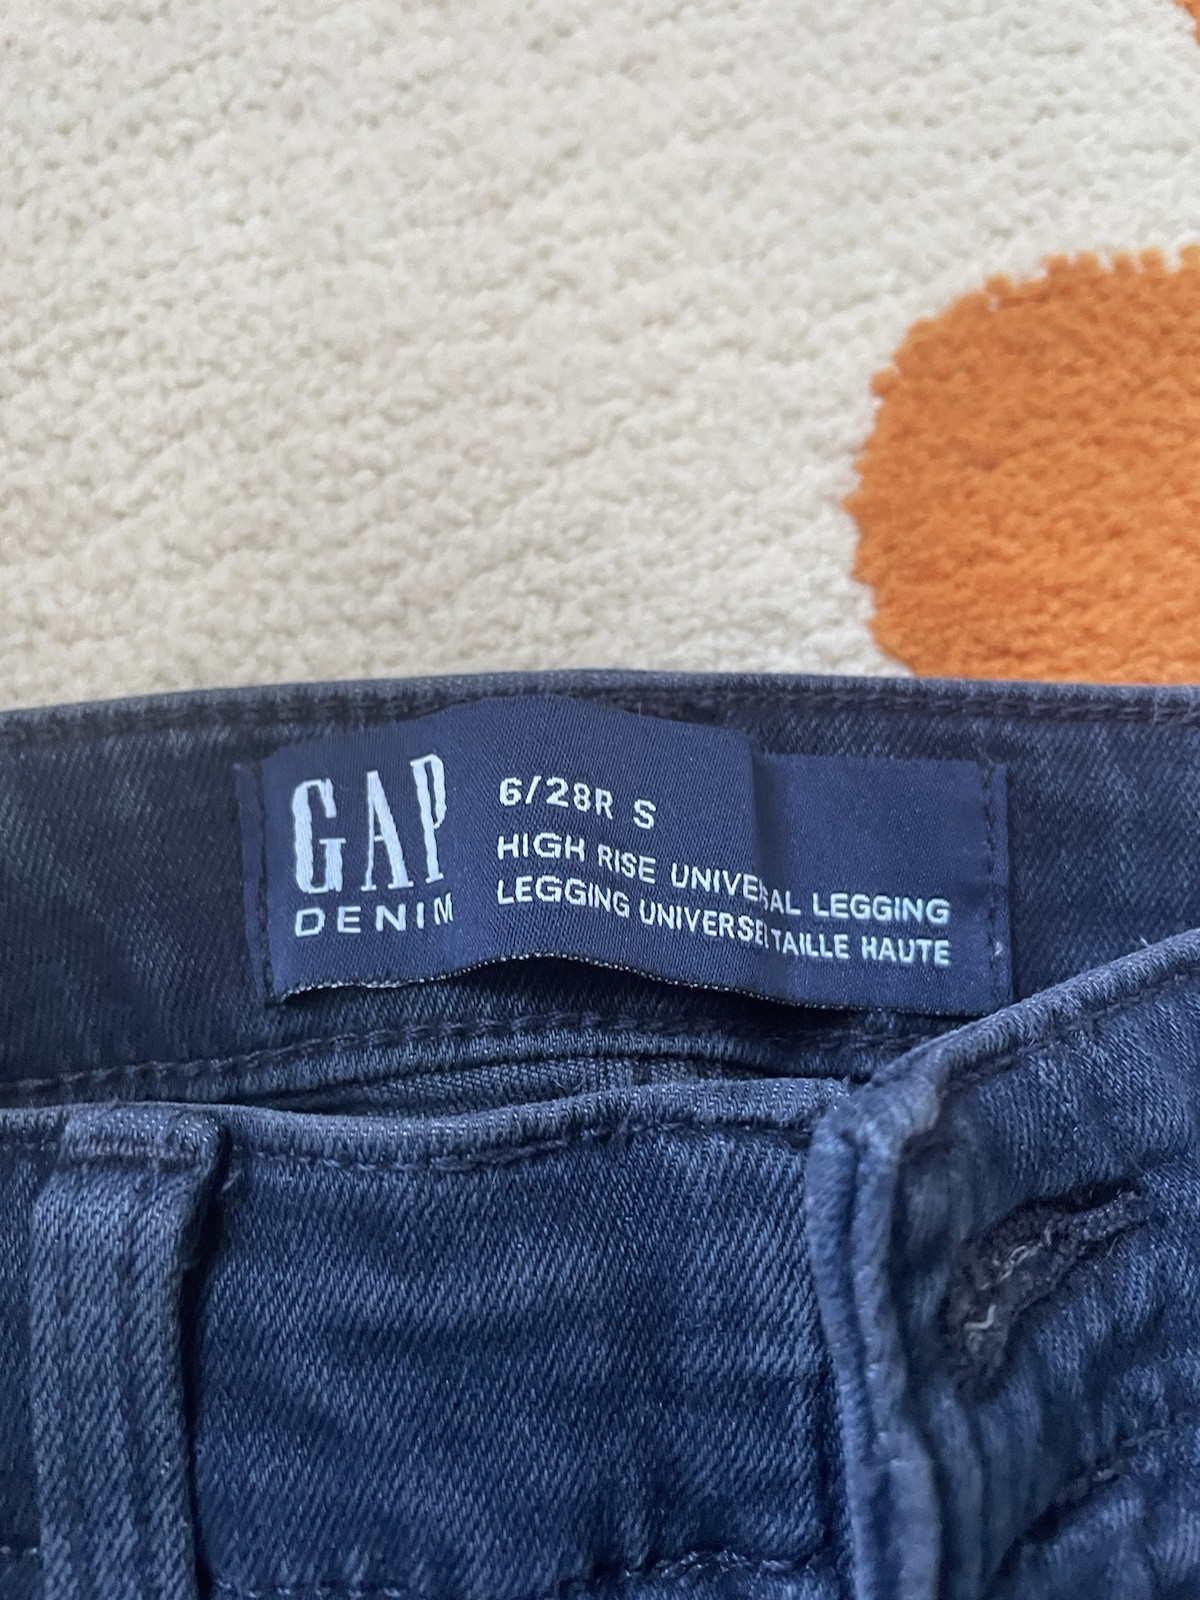 GAP
DENIM
6/28R S
HIGH RISE UNIVERSAL LEGGING
LEGGING UNIVERSEL TAILLE HAUTE